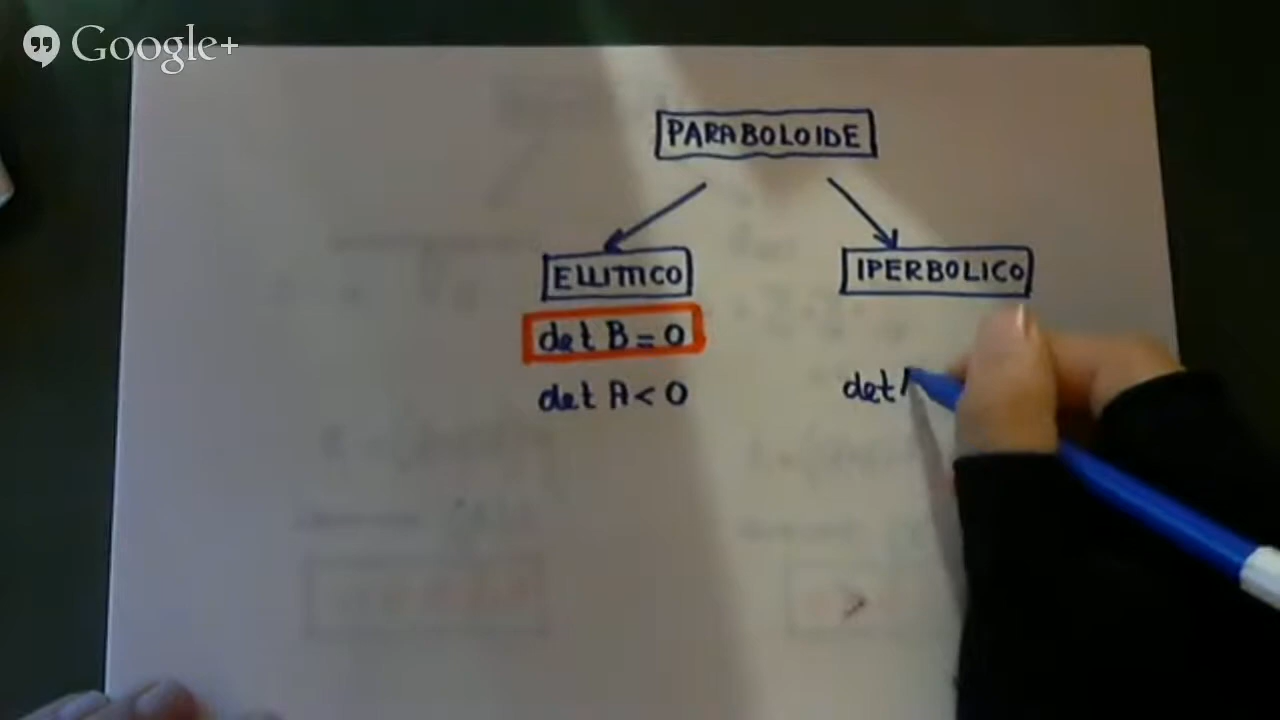 Google+
PARABOLOIDE
ELLITTICO IPERBOLICO
det B = 0
det A < 0 det